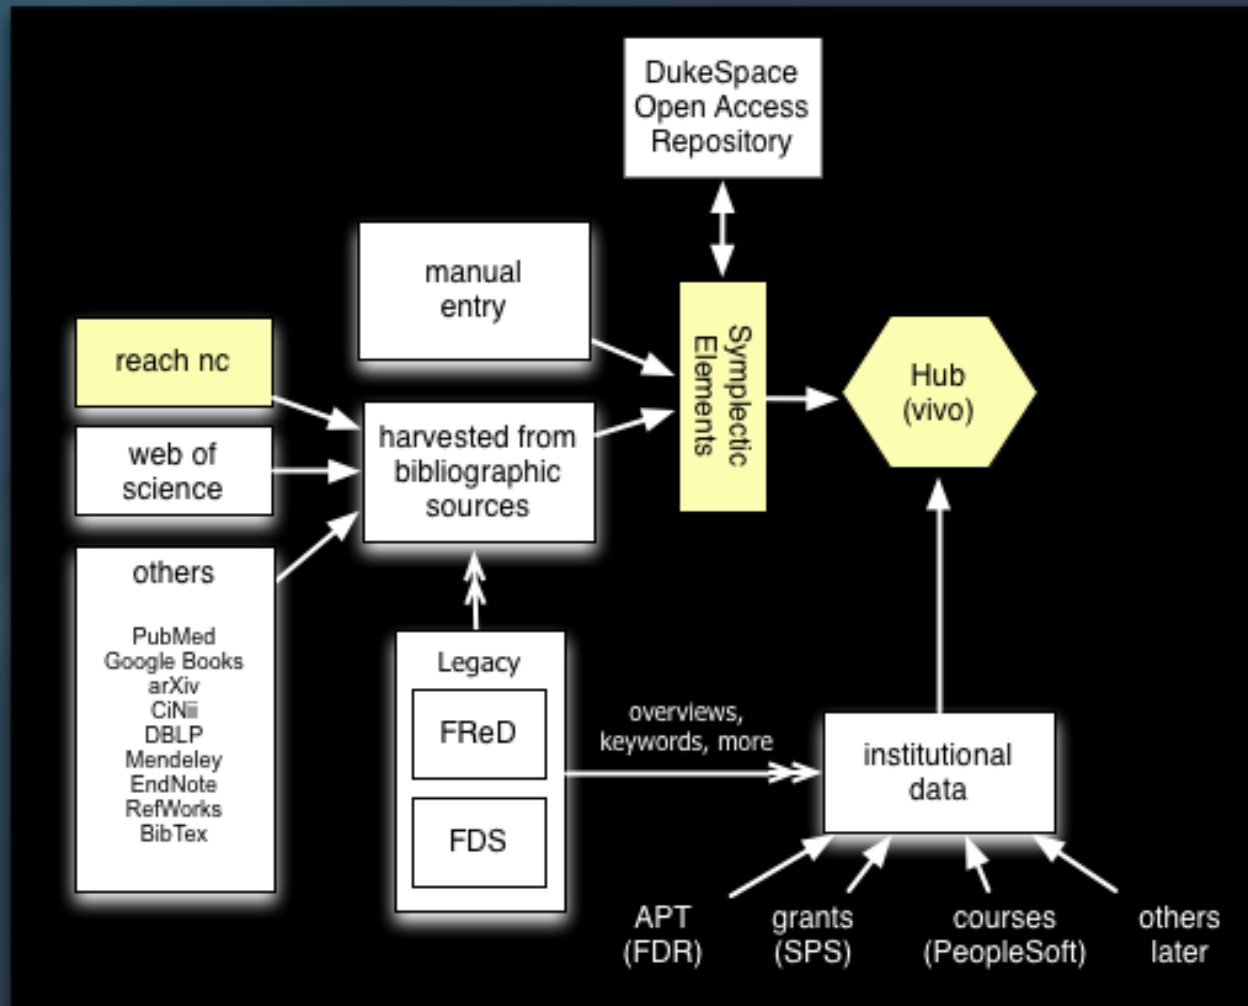 DukeSpace
Open Access
Repository
manual
entry
reach nc
Symplectic
Elements
Hub
(vivo)
web of
science
harvested from
bibliographic
sources
others
PubMed
Google Books
arXiv
CiNii
DBLP
Mendeley
EndNote
RefWorks
BibTex
Legacy
FReD
FDS
overviews,
keywords, more
institutional
data
APT
(FDR)
grants
(SPS)
courses
(PeopleSoft)
others
later